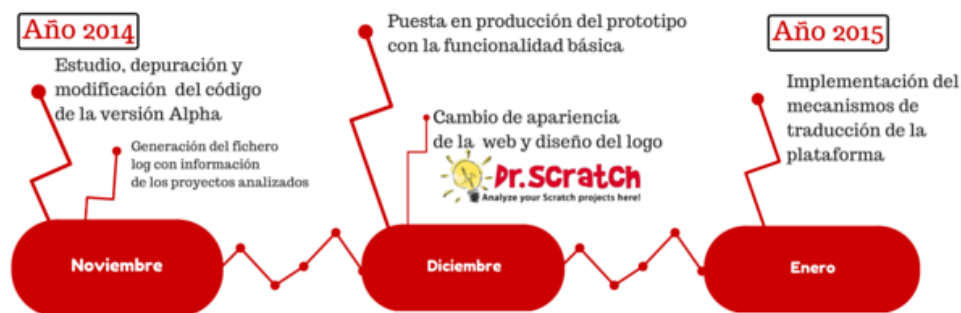 Año 2014
Estudio, depuración y
modificación del código
de la versión Alpha
Generación del fichero
log con información
de los proyectos analizados
Noviembre
Puesta en producción del prototipo
con la funcionalidad básica
Cambio de apariencia
de la web y diseño del logo
Dr.Scratch
Analyze your Scratch projects here!
Diciembre
Año 2015
Implementación del
mecanismos de
traducción de la
plataforma
Enero